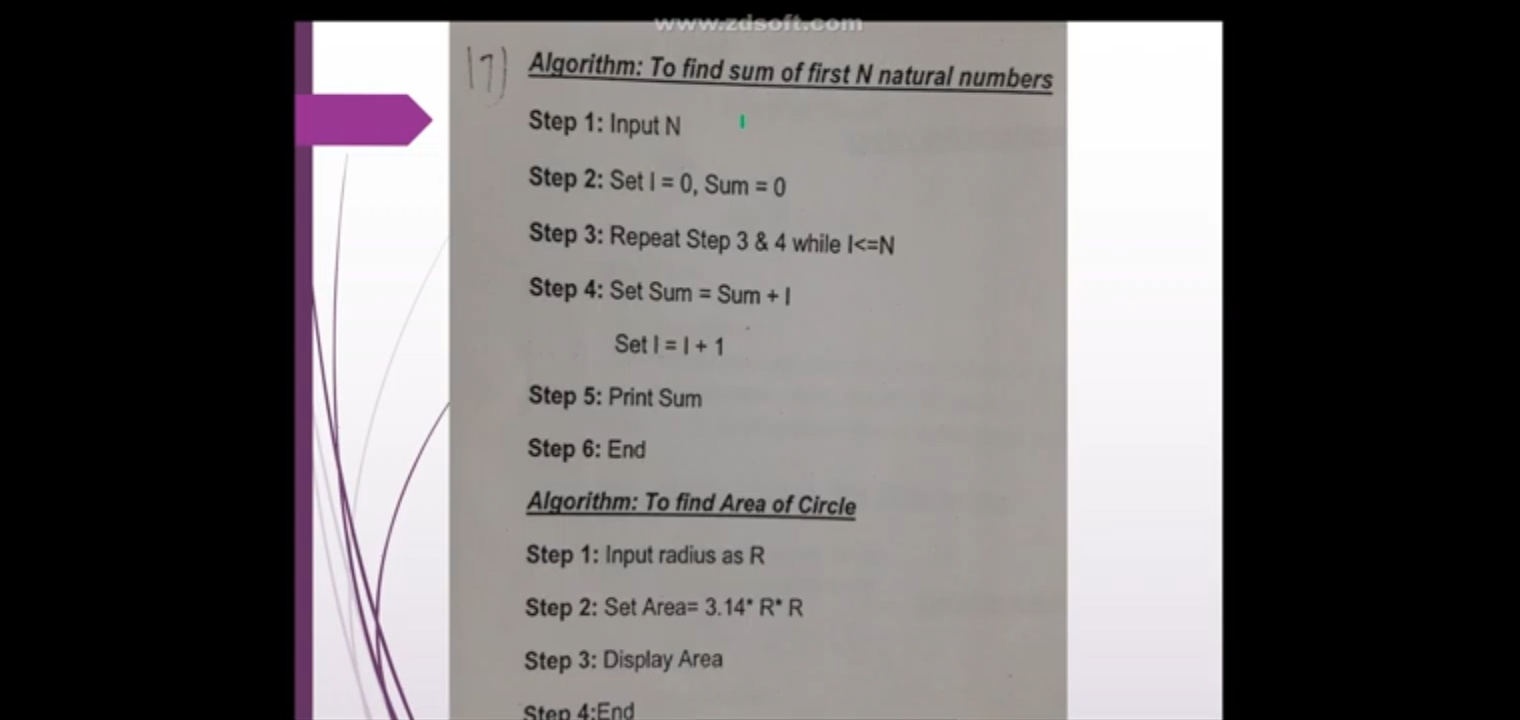 www.zdsoft.com
17) Algorithm: To find sum of first N natural numbers
Step 1: Input N
Step 2: Set I = 0, Sum = 0
Step 3: Repeat Step 3 & 4 while I<=N
Step 4: Set Sum = Sum + I
Set I = I + 1
Step 5: Print Sum
Step 6: End
Algorithm: To find Area of Circle
Step 1: Input radius as R
Step 2: Set Area= 3.14* R* R
Step 3: Display Area
Step 4:End